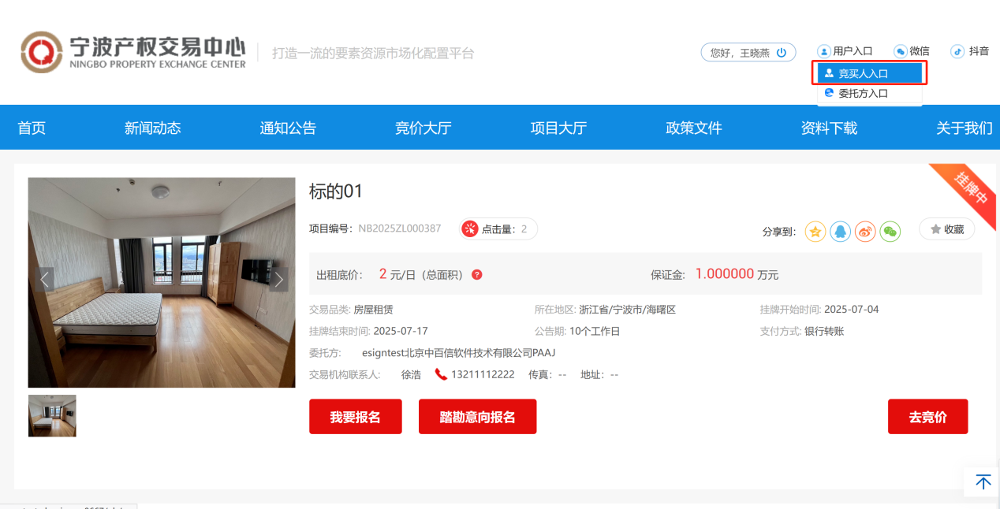 宁波产权交易中心
NINGBO PROPERTY EXCHANGE CENTER
打造一流的要素资源市场化配置平台
您好，王晓燕
用户入口
微信
抖音
竞买人入口
委托方入口
首页 新闻动态 通知公告 竞价大厅 项目大厅 政策文件 资料下载 关于我们
挂牌中
标的01
项目编号： NB2025ZL000387 点击量： 2 分享到： 收藏
出租底价： 2 元/日（总面积） ? 保证金: 1.000000 万元
交易品类: 房屋租赁 所在地区: 浙江省/宁波市/海曙区 挂牌开始时间: 2025-07-04
挂牌结束时间: 2025-07-17 公告期: 10个工作日 支付方式: 银行转账
委托方: esigntest北京中百信软件技术有限公司PAAJ
交易机构联系人: 徐浩 13211112222 传真： -- 地址： --
我要报名 踏勘意向报名 去竞价